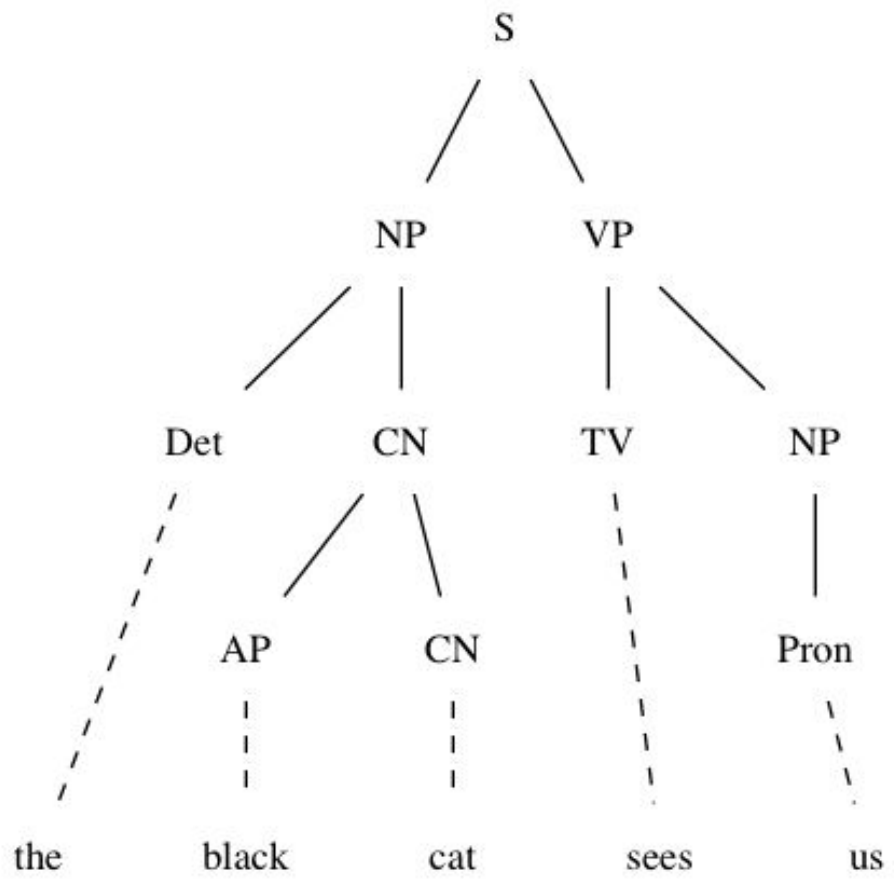 S
NP VP
Det CN TV NP
AP CN Pron
the black cat sees us